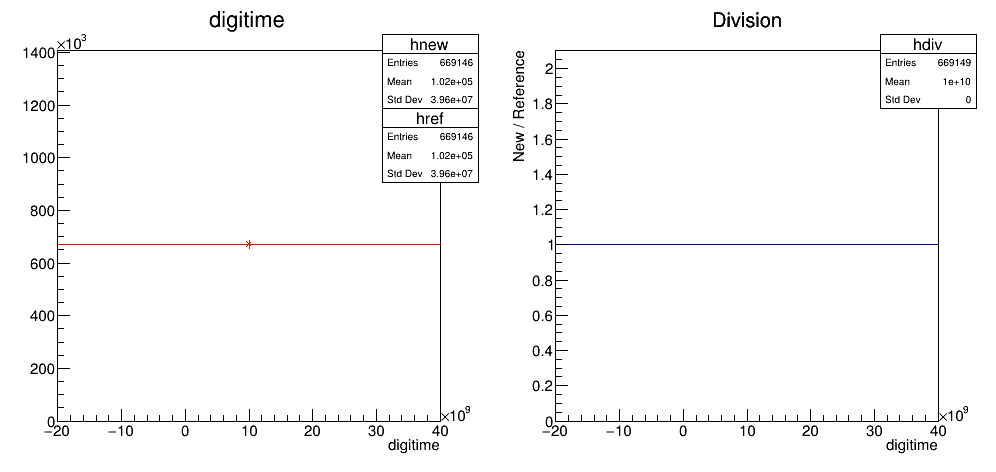 digitime
×10³
1400
1200
1000
800
600
400
200
0
−20 −10 0 10 20 30 40
×10⁹
digitime
hnew
Entries 669146
Mean 1.02e+05
Std Dev 3.96e+07
href
Entries 669146
Mean 1.02e+05
Std Dev 3.96e+07
Division
New / Reference
2
1.8
1.6
1.4
1.2
1
0.8
0.6
0.4
0.2
0
−20 −10 0 10 20 30 40
×10⁹
digitime
hdiv
Entries 669149
Mean 1e+10
Std Dev 0